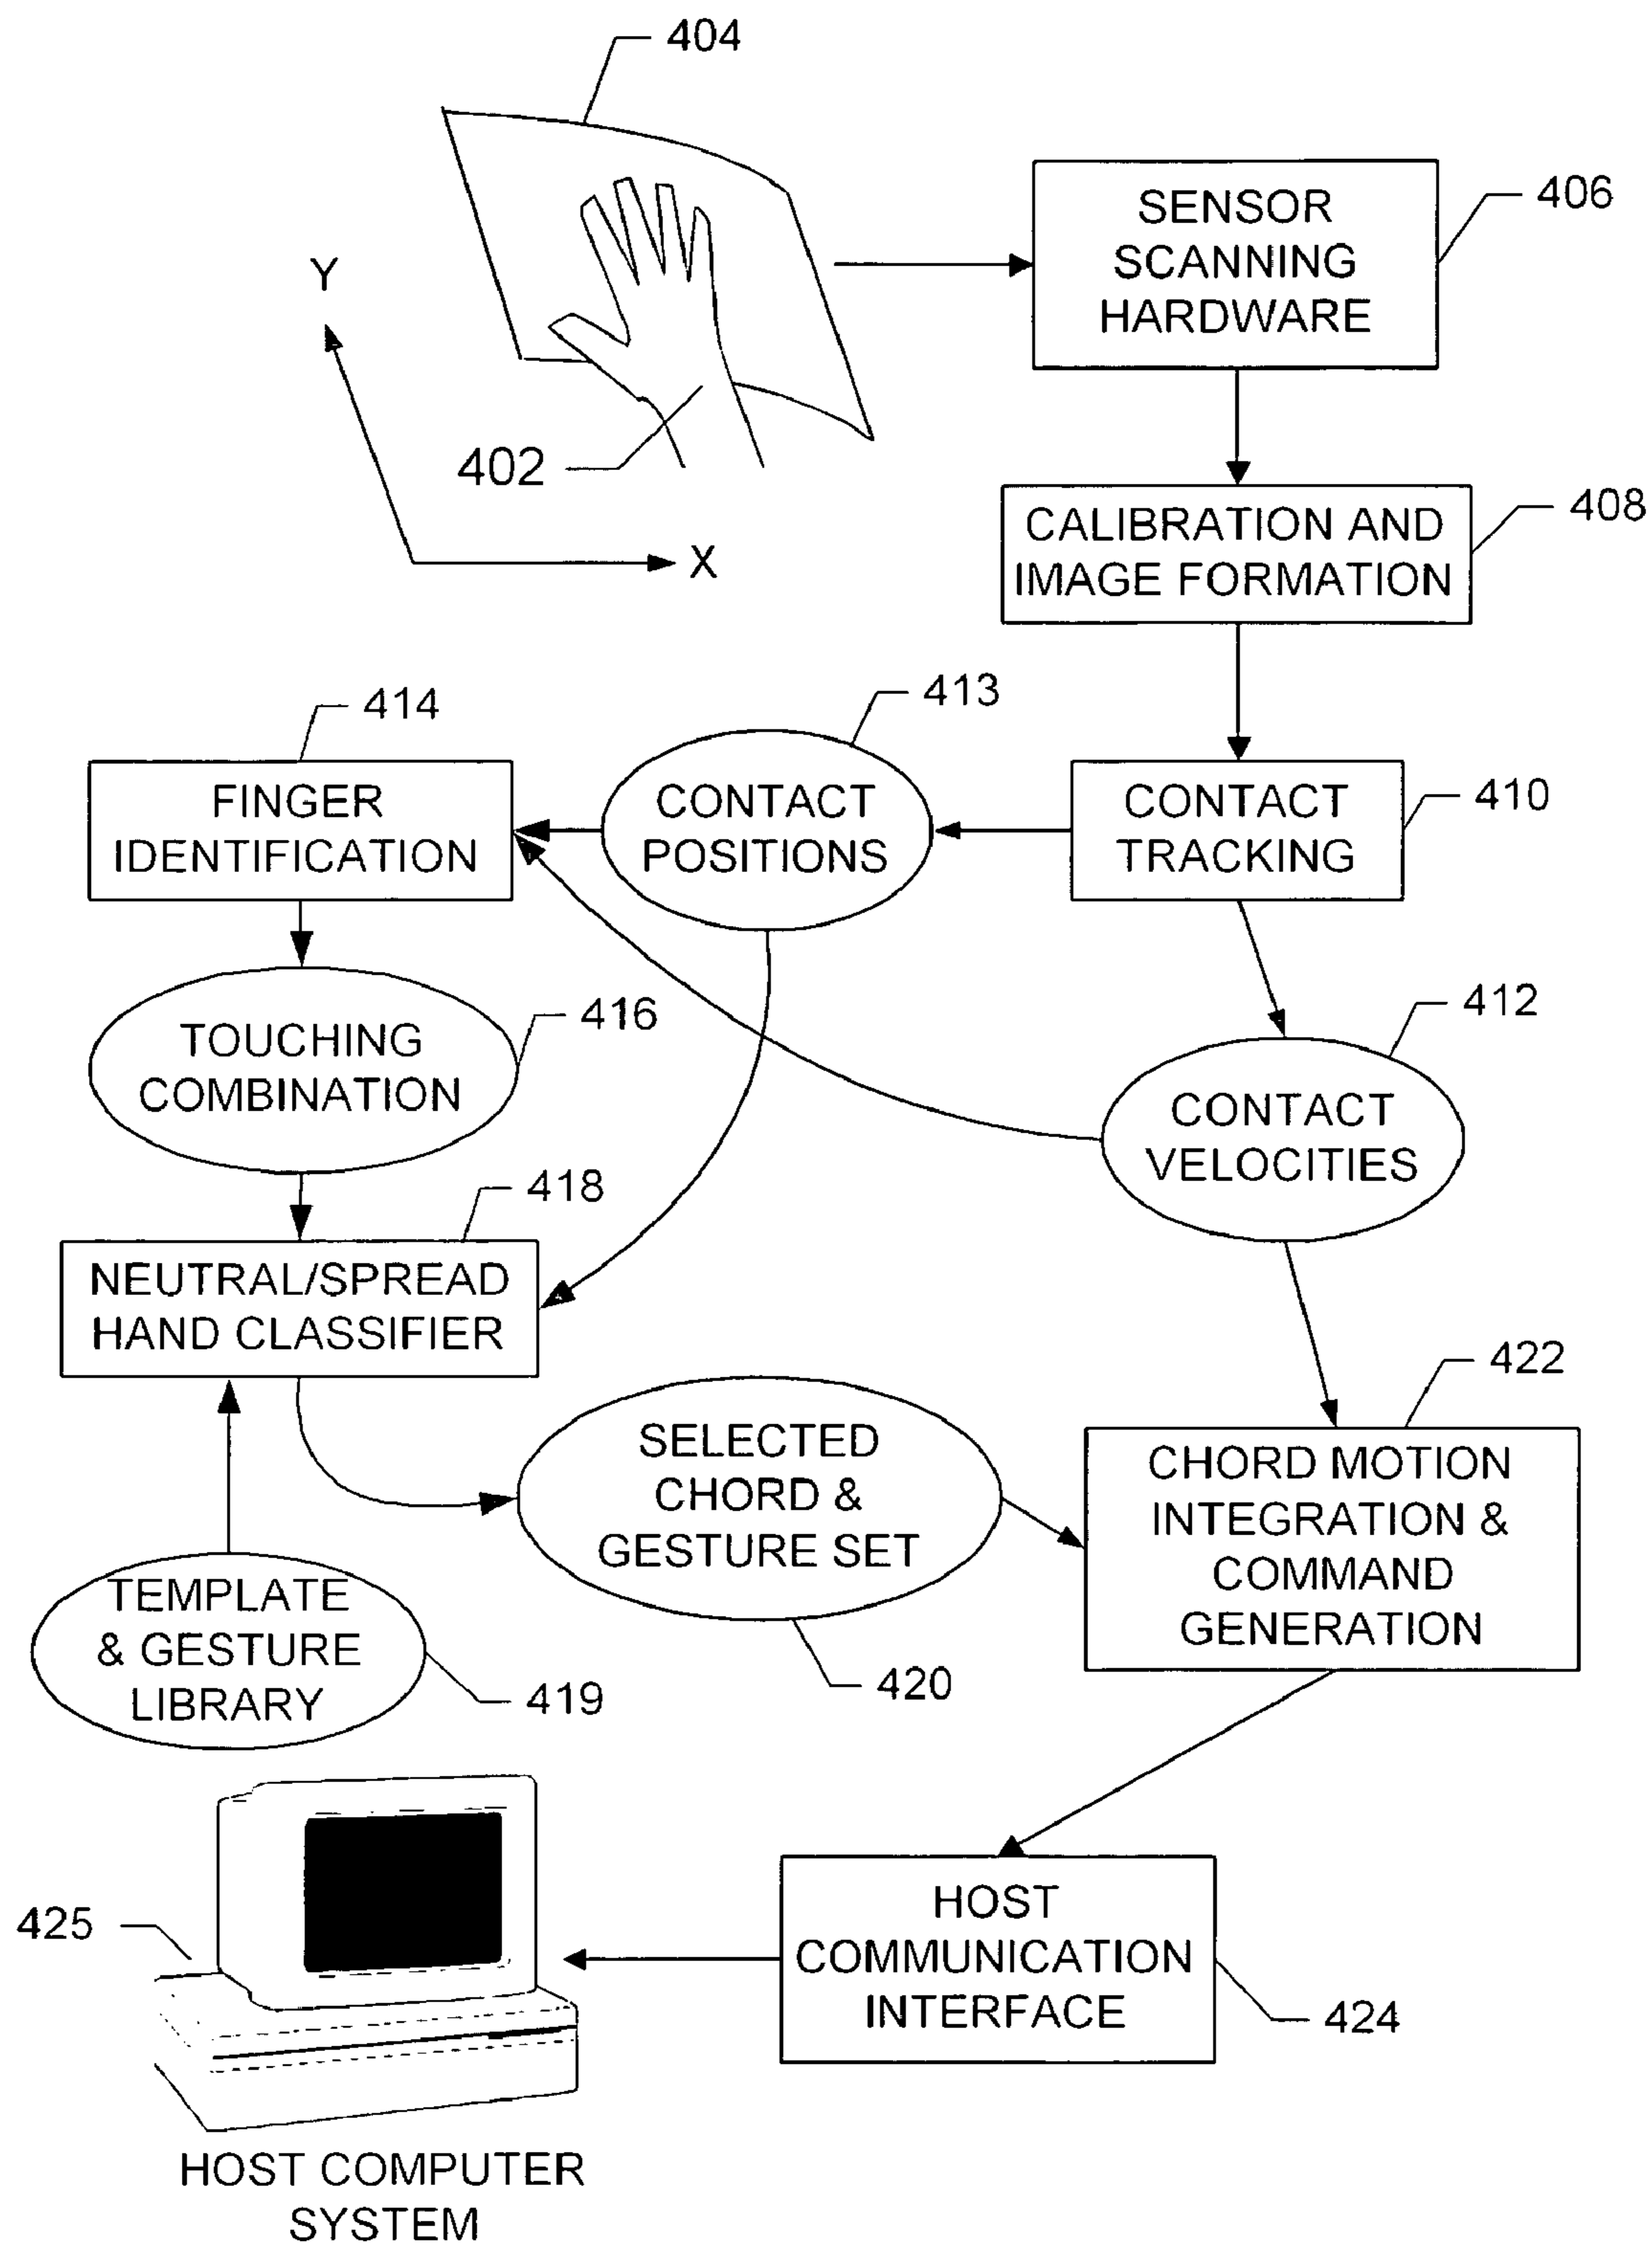 404
SENSOR
SCANNING
HARDWARE
406
Y
402
X
CALIBRATION AND
IMAGE FORMATION
408
414
413
FINGER
IDENTIFICATION
CONTACT
POSITIONS
CONTACT
TRACKING
410
TOUCHING
COMBINATION
416
412
CONTACT
VELOCITIES
418
NEUTRAL/SPREAD
HAND CLASSIFIER
422
SELECTED
CHORD &
GESTURE SET
CHORD MOTION
INTEGRATION &
COMMAND
GENERATION
TEMPLATE
& GESTURE
LIBRARY
419
420
425
HOST
COMMUNICATION
INTERFACE
424
HOST COMPUTER
SYSTEM